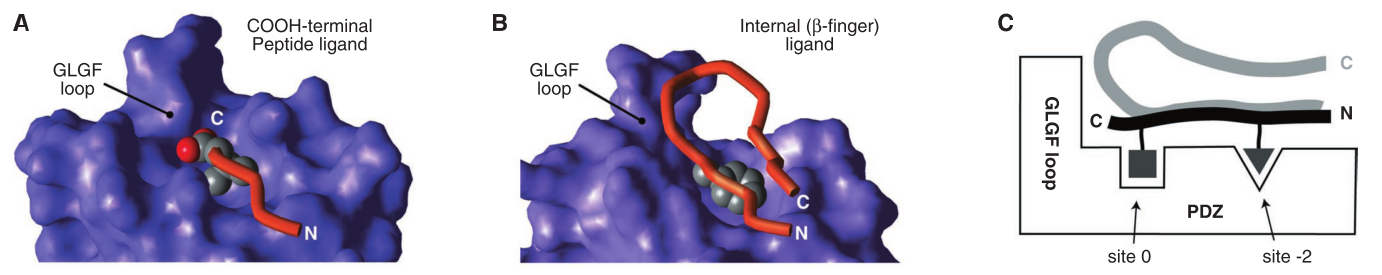 A
COOH-terminal
Peptide ligand
GLGF
loop
C
N
B
Internal (β-finger)
ligand
GLGF
loop
C
N
C
C
N
C
GLGF loop
PDZ
site 0
site -2